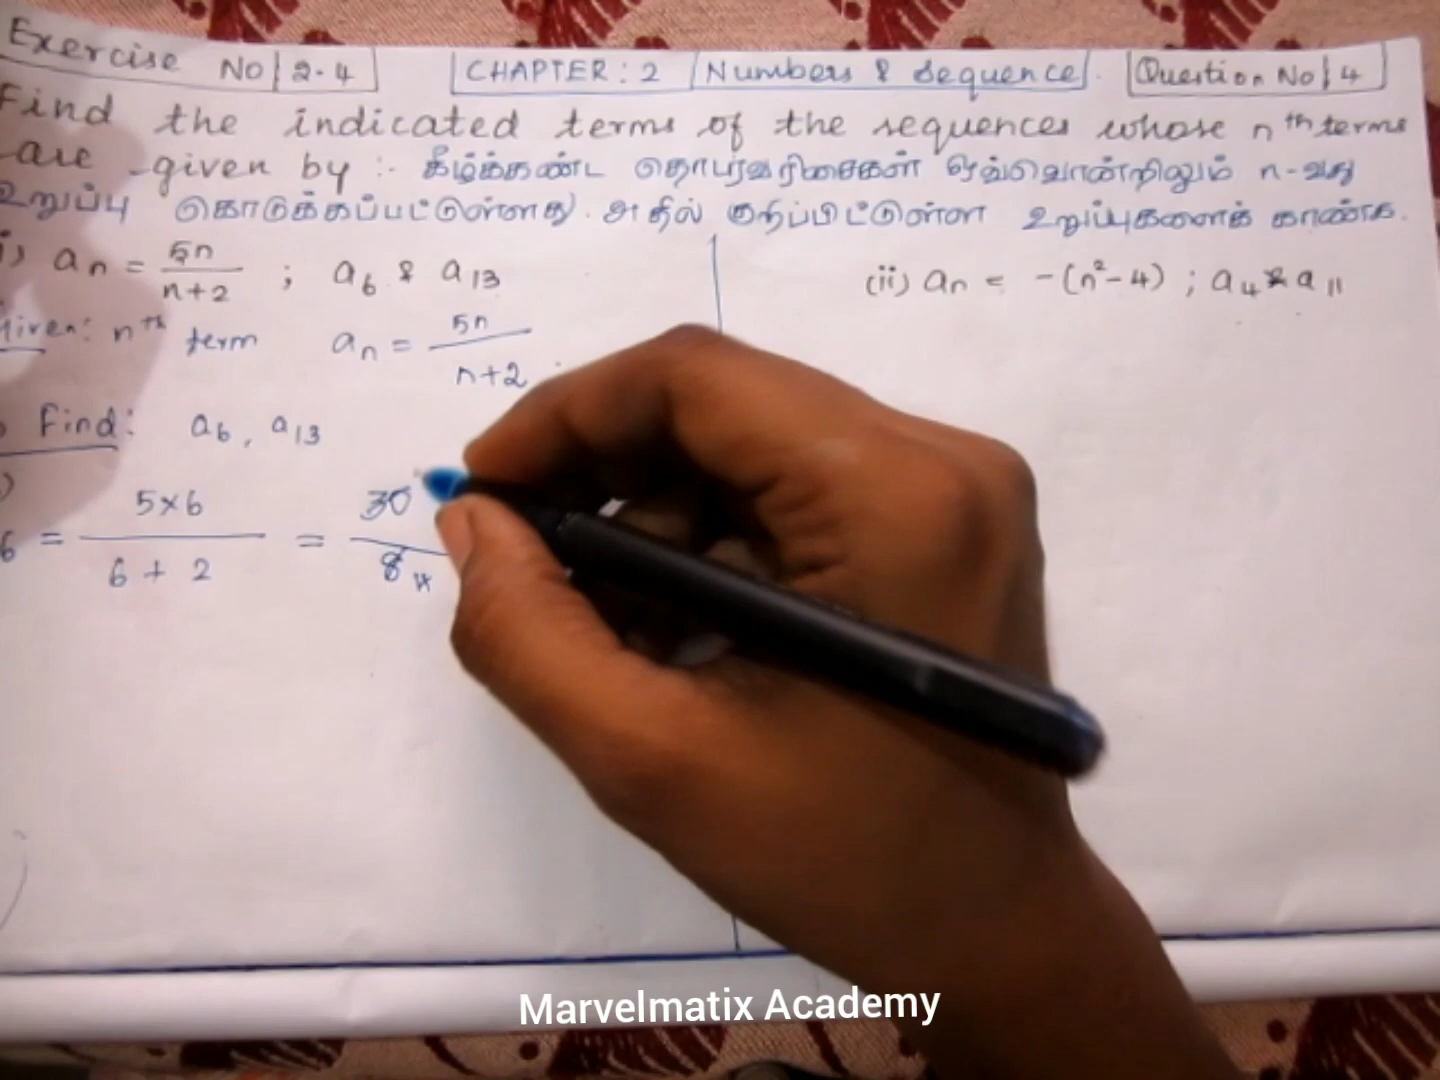 Exercise No | 2.4
CHAPTER : 2 Numbers & sequence.
Question No | 4
Find the indicated terms of the sequences whose nth terms
are given by :- கீழ்க்கண்ட தொடர்வரிசைகள் ஒவ்வொன்றிலும் n-வது
உறுப்பு கொடுக்கப்பட்டுள்ளது. அதில் குறிப்பிட்டுள்ள உறுப்புகளைக் காண்க.
i) an = 5n/n+2 ; a6 & a13
Given: nth term an = 5n/n+2
Find: a6, a13
6 = 5×6/6+2 = 30/8
(ii) an = -(n²-4) ; a4 & a11
Marvelmatix Academy